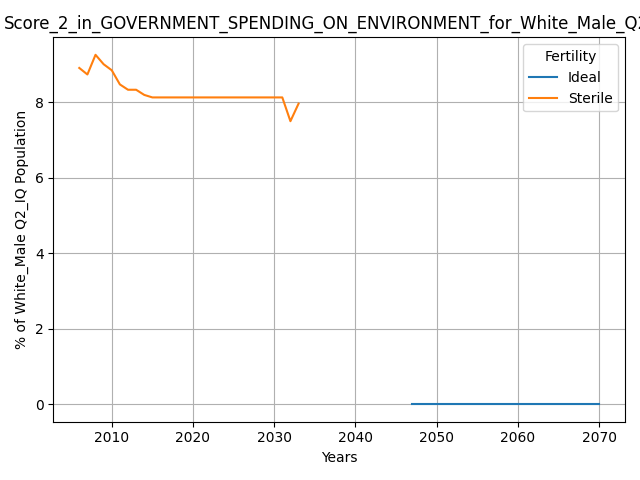 Score_2_in_GOVERNMENT_SPENDING_ON_ENVIRONMENT_for_White_Male_Q2
Fertility
Ideal
Sterile
% of White_Male Q2_IQ Population
8
6
4
2
0
2010 2020 2030 2040 2050 2060 2070
Years